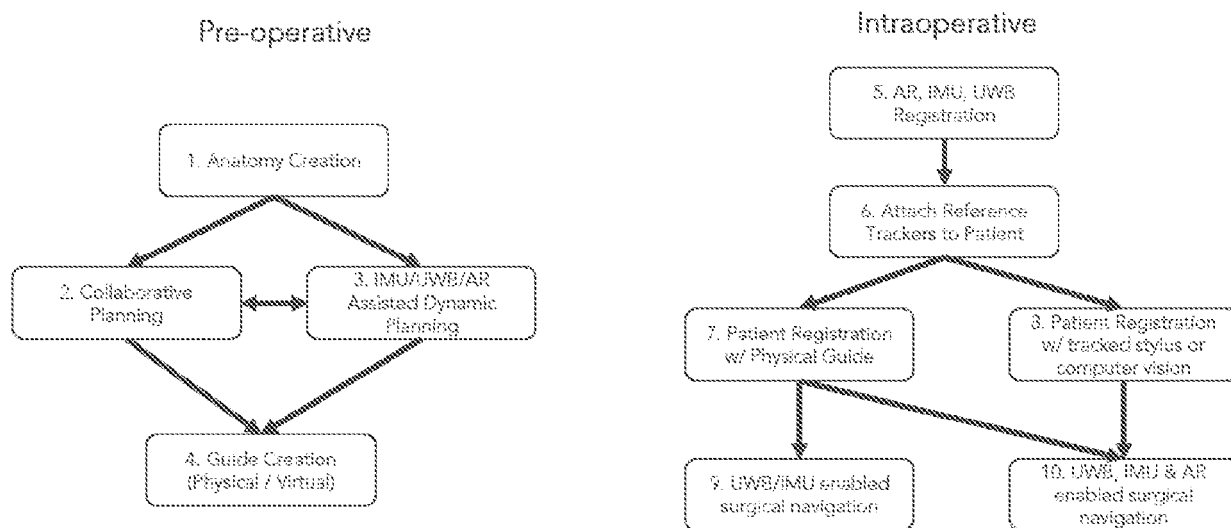 Pre-operative
1. Anatomy Creation
2. Collaborative
Planning
3. IMU/UWB/AR
Assisted Dynamic
Planning
4. Guide Creation
(Physical / Virtual)
Intraoperative
5. AR, IMU, UWB
Registration
6. Attach Reference
Trackers to Patient
7. Patient Registration
w/ Physical Guide
8. Patient Registration
w/ tracked stylus or
computer vision
9. UWB/IMU enabled
surgical navigation
10. UWB, IMU & AR
enabled surgical
navigation